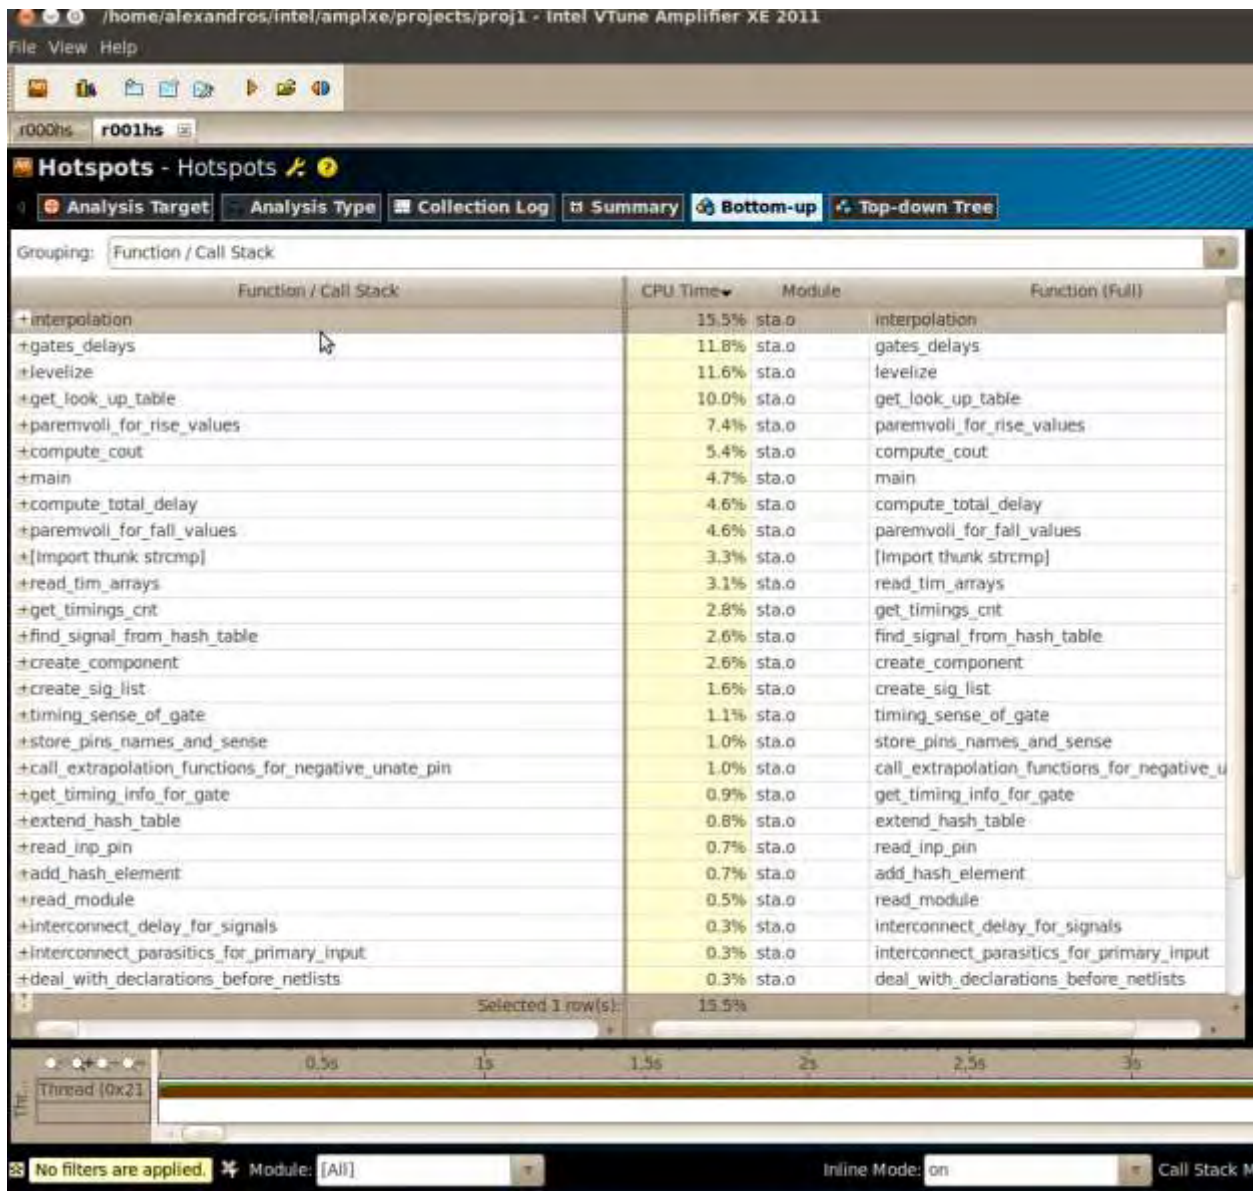 /home/alexandros/intel/amplxe/projects/proj1 - Intel VTune Amplifier XE 2011
File View Help
r000hs r001hs
Hotspots - Hotspots
Analysis Target Analysis Type Collection Log Summary Bottom-up Top-down Tree
Grouping: Function / Call Stack
Function / Call Stack CPU Time Module Function (Full)
+interpolation 15.5% sta.o interpolation
+gates_delays 11.8% sta.o gates_delays
+levelize 11.6% sta.o levelize
+get_look_up_table 10.0% sta.o get_look_up_table
+paremvoli_for_rise_values 7.4% sta.o paremvoli_for_rise_values
+compute_cout 5.4% sta.o compute_cout
+main 4.7% sta.o main
+compute_total_delay 4.6% sta.o compute_total_delay
+paremvoli_for_fall_values 4.6% sta.o paremvoli_for_fall_values
+[Import thunk strcmp] 3.3% sta.o [Import thunk strcmp]
+read_tim_arrays 3.1% sta.o read_tim_arrays
+get_timings_cnt 2.8% sta.o get_timings_cnt
+find_signal_from_hash_table 2.6% sta.o find_signal_from_hash_table
+create_component 2.6% sta.o create_component
+create_sig_list 1.6% sta.o create_sig_list
+timing_sense_of_gate 1.1% sta.o timing_sense_of_gate
+store_pins_names_and_sense 1.0% sta.o store_pins_names_and_sense
+call_extrapolation_functions_for_negative_unate_pin 1.0% sta.o call_extrapolation_functions_for_negative_u
+get_timing_info_for_gate 0.9% sta.o get_timing_info_for_gate
+extend_hash_table 0.8% sta.o extend_hash_table
+read_inp_pin 0.7% sta.o read_inp_pin
+add_hash_element 0.7% sta.o add_hash_element
+read_module 0.5% sta.o read_module
+interconnect_delay_for_signals 0.3% sta.o interconnect_delay_for_signals
+interconnect_parasitics_for_primary_input 0.3% sta.o interconnect_parasitics_for_primary_input
+deal_with_declarations_before_netlists 0.3% sta.o deal_with_declarations_before_netlists
Selected 1 row(s): 15.5%
0.5s 1s 1.5s 2s 2.5s 3s
Thr... Thread (0x21
No filters are applied. Module: [All] Inline Mode: on Call Stack M